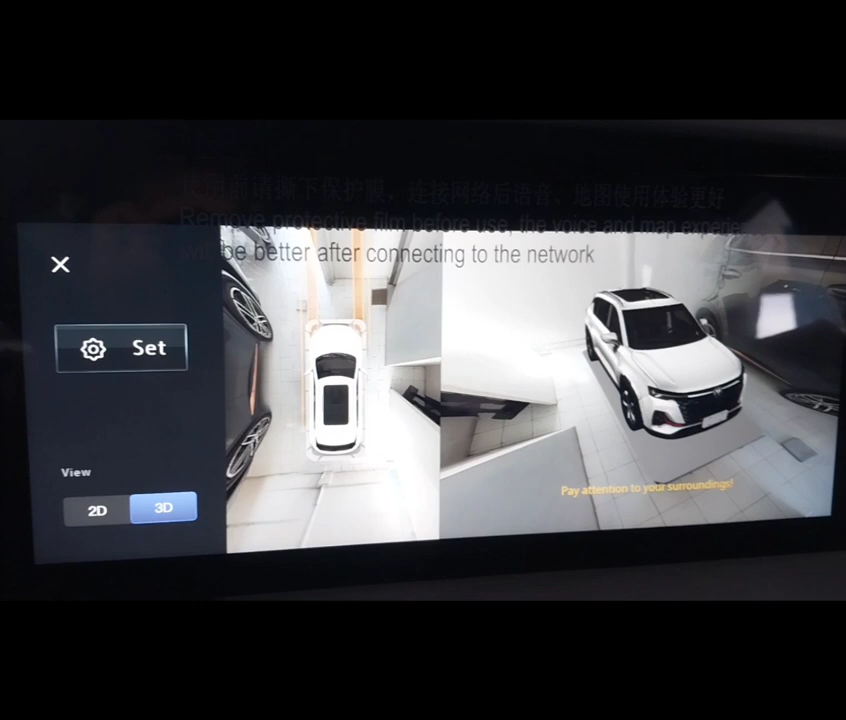 使用前请撕下保护膜，连接网络后语音、地图使用体验更好
Remove protective film before use, the voice and map experie
will be better after connecting to the network
Set
View
2D
3D
Pay attention to your surroundings!